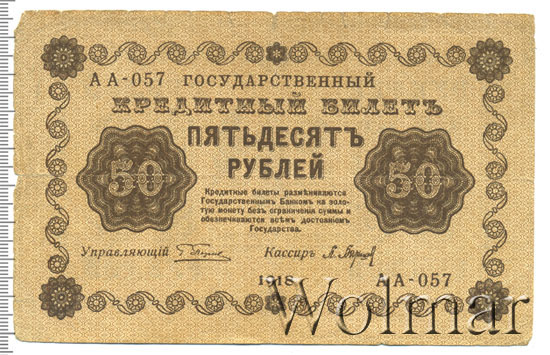 АА-057 ГОСУДАРСТВЕННЫЙ
КРЕДИТНЫЙ БИЛЕТЪ
ПЯТЬДЕСЯТЪ
РУБЛЕЙ
50
50
Кредитные билеты размѣниваются
Государственным Банкомъ на золо-
тую монету безъ ограниченія суммы и
обезпечиваются всѣмъ достояніемъ
Государства.
Управляющій
Кассиръ
1918
АА-057
Wolmar